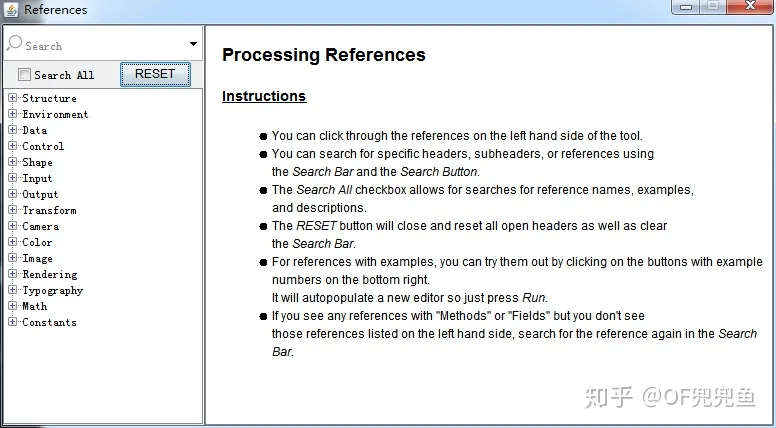 References
Search
Search All
RESET
Structure
Environment
Data
Control
Shape
Input
Output
Transform
Camera
Color
Image
Rendering
Typography
Math
Constants
Processing References
Instructions
You can click through the references on the left hand side of the tool.
You can search for specific headers, subheaders, or references using
the Search Bar and the Search Button.
The Search All checkbox allows for searches for reference names, examples,
and descriptions.
The RESET button will close and reset all open headers as well as clear
the Search Bar.
For references with examples, you can try them out by clicking on the buttons with example
numbers on the bottom right.
It will autopopulate a new editor so just press Run.
If you see any references with "Methods" or "Fields" but you don't see
those references listed on the left hand side, search for the reference again in the Search
Bar.
知乎 @OF兜兜鱼